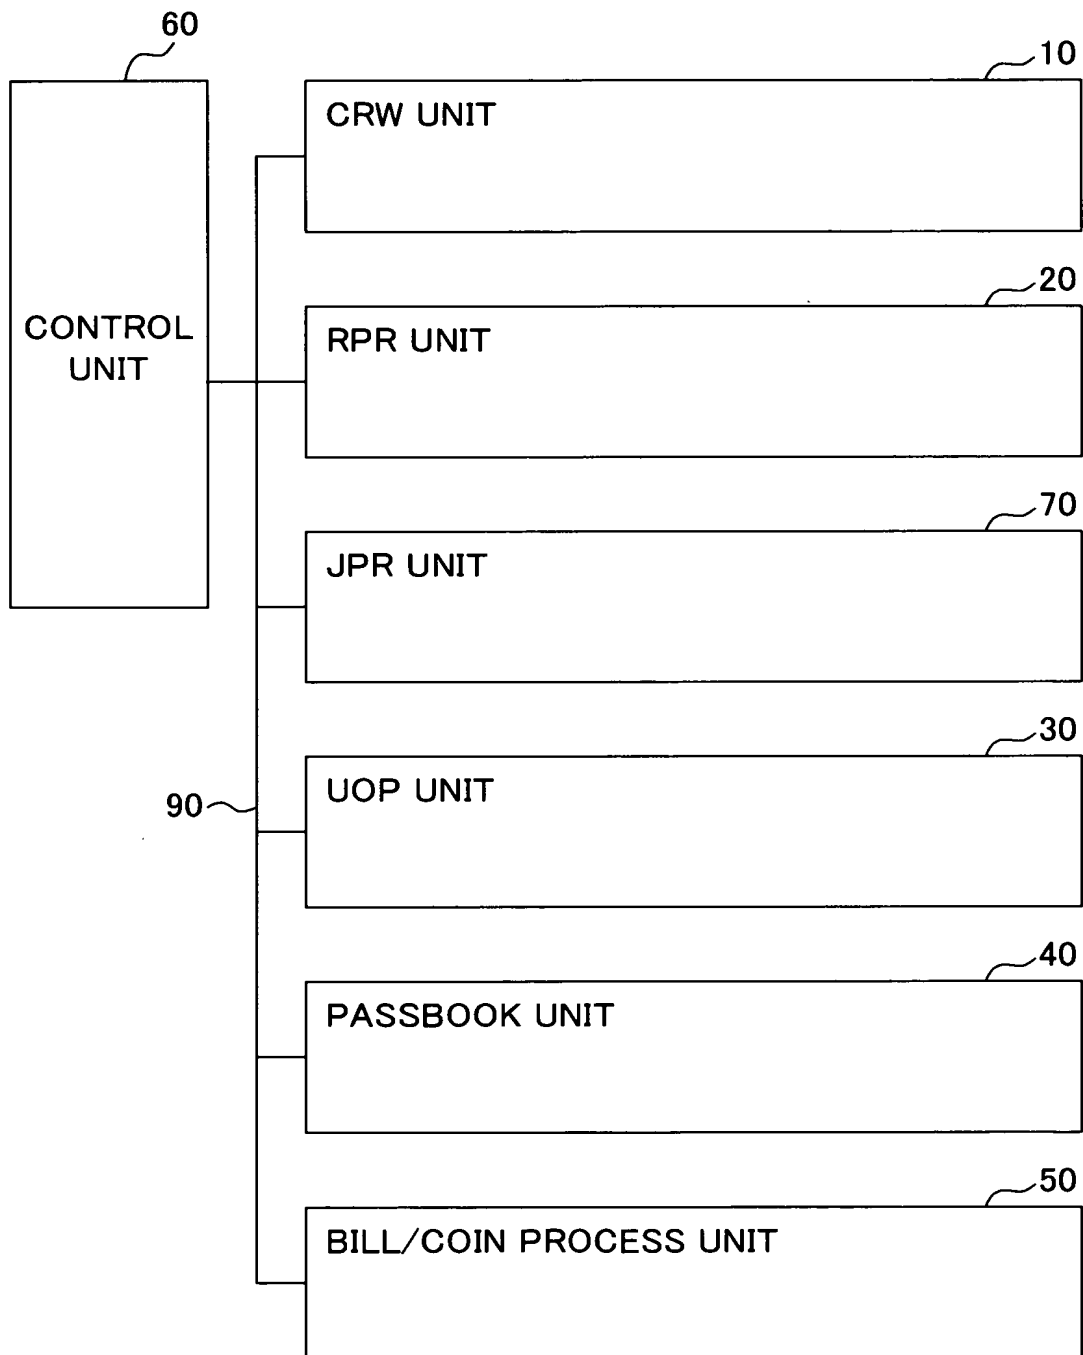 60
10
CRW UNIT
20
CONTROL
UNIT
RPR UNIT
70
JPR UNIT
30
UOP UNIT
90
40
PASSBOOK UNIT
50
BILL/COIN PROCESS UNIT